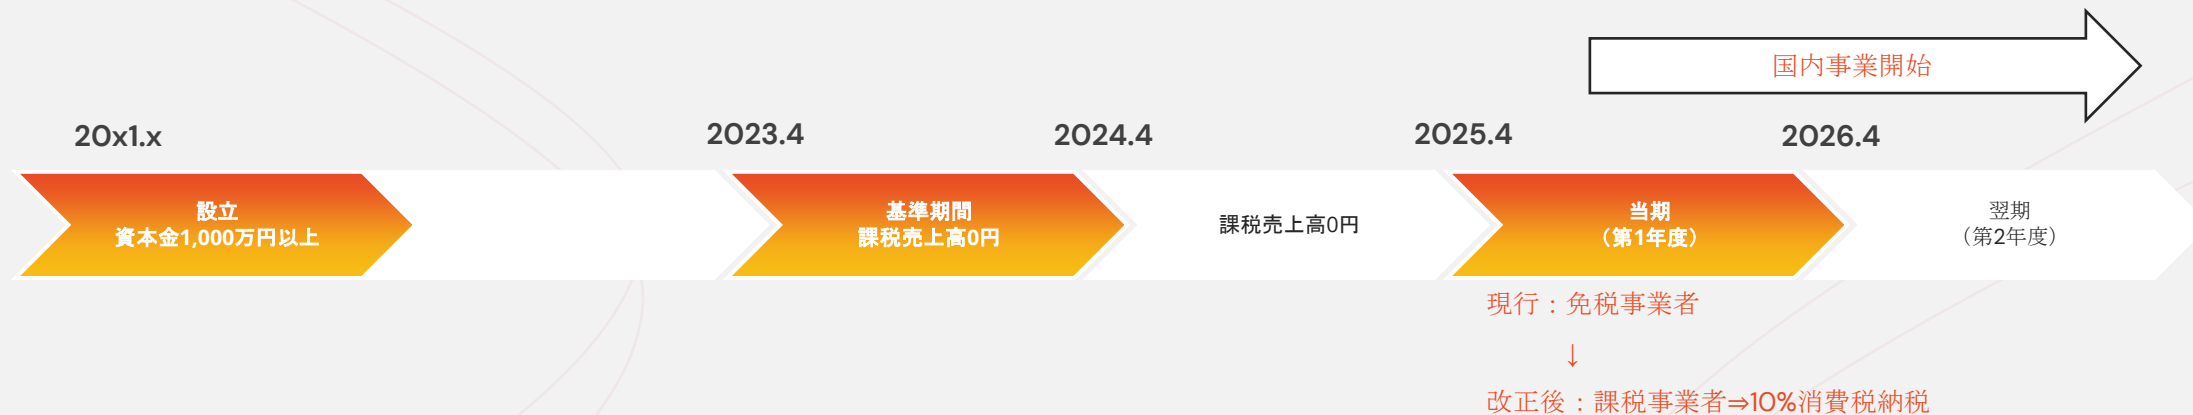 国内事業開始
20x1.x
2023.4
2024.4
2025.4
2026.4
設立
資本金1,000万円以上
基準期間
課税売上高0円
課税売上高0円
当期
（第1年度）
翌期
（第2年度）
現行：免税事業者
↓
改正後：課税事業者⇒10%消費税納税